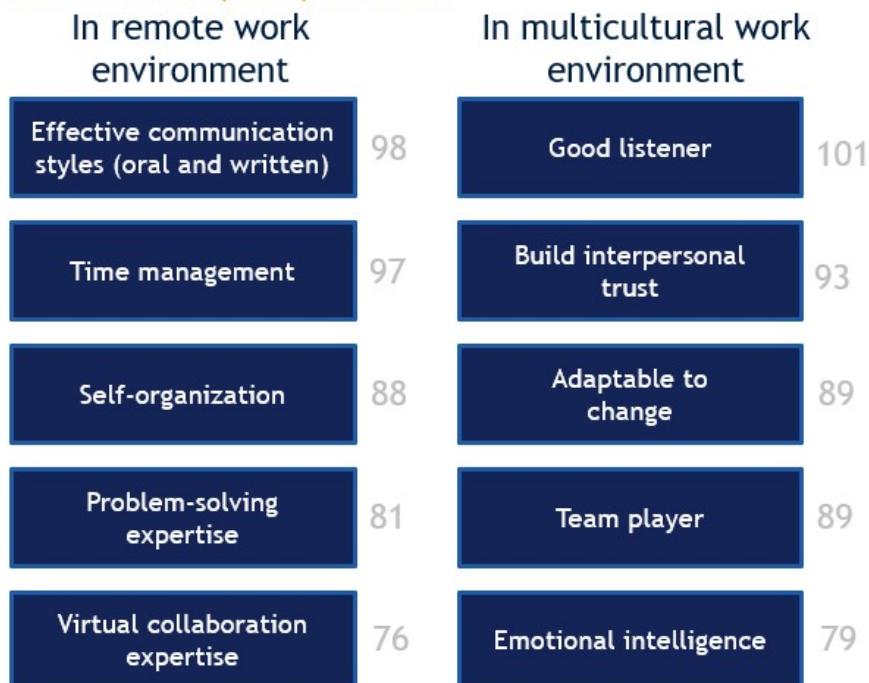 In remote work
environment
Effective communication
styles (oral and written)
98
Time management
97
Self-organization
88
Problem-solving
expertise
81
Virtual collaboration
expertise
76
In multicultural work
environment
Good listener
101
Build interpersonal
trust
93
Adaptable to
change
89
Team player
89
Emotional intelligence
79